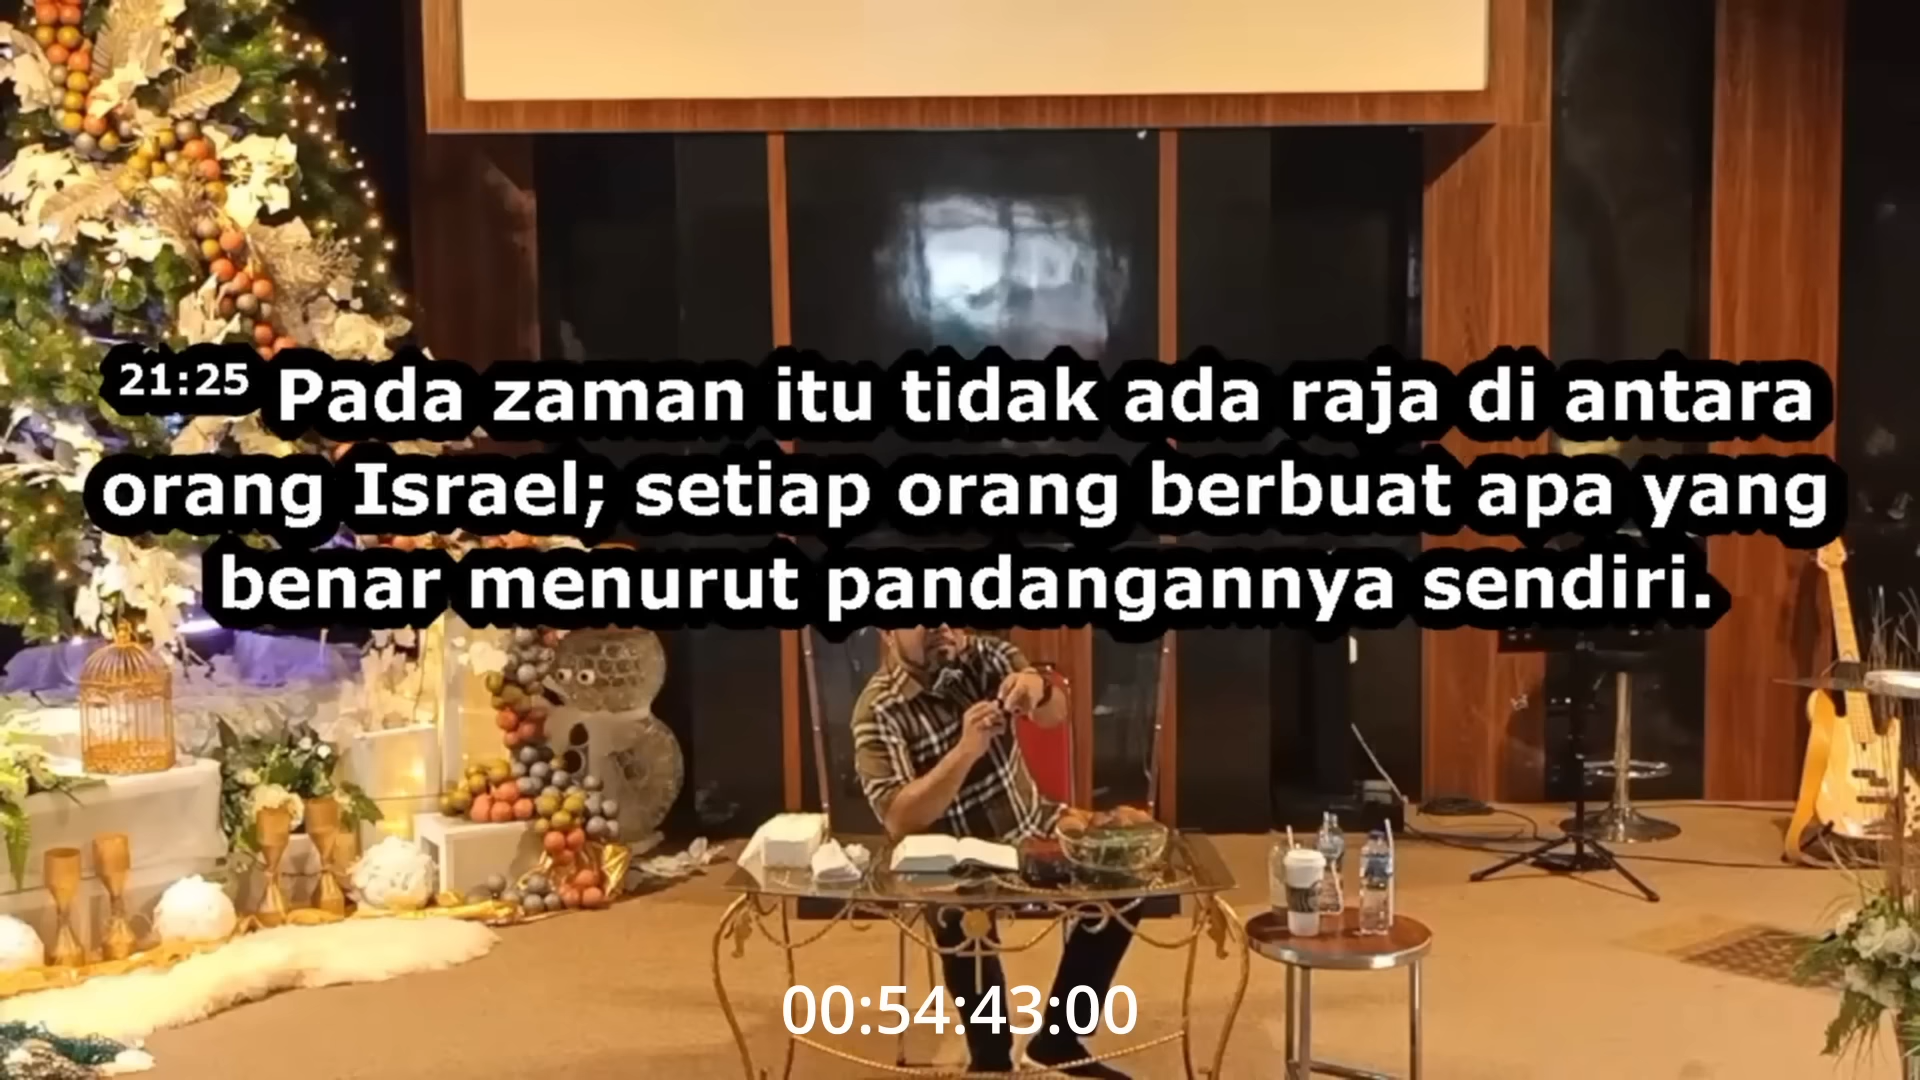 21:25 Pada zaman itu tidak ada raja di antara
orang Israel; setiap orang berbuat apa yang
benar menurut pandangannya sendiri.
00:54:43:00